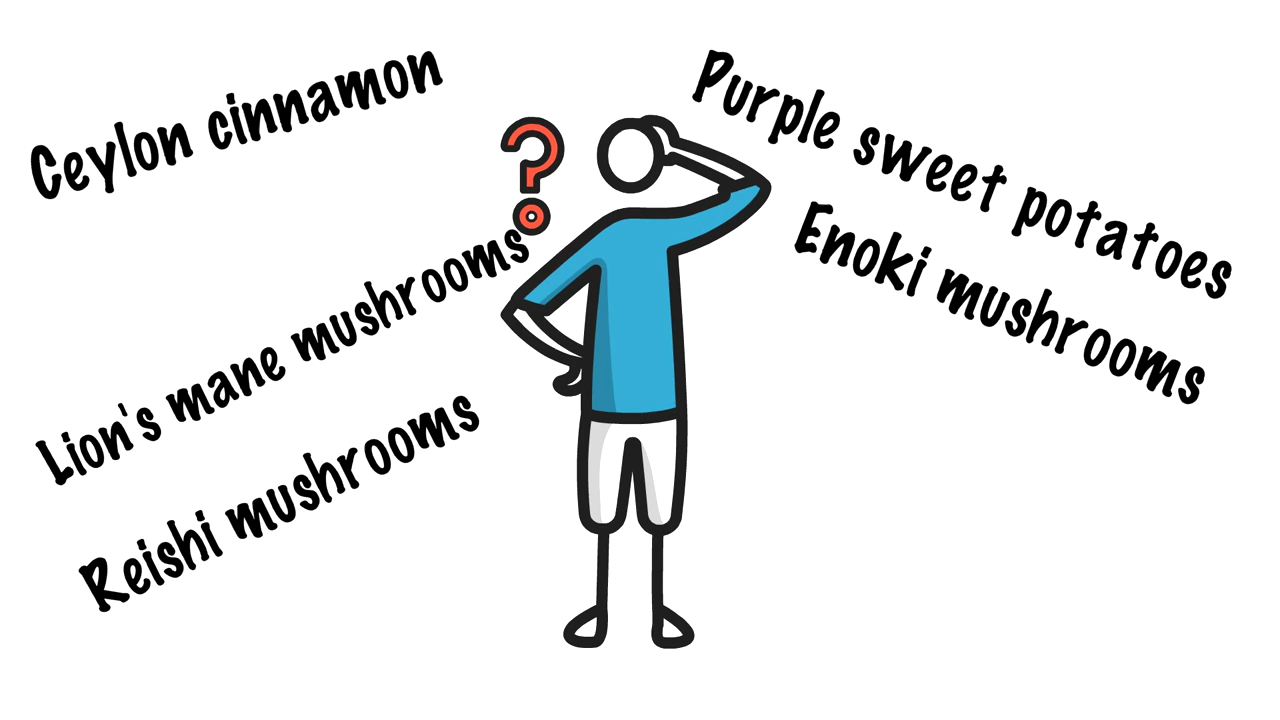 Ceylon cinnamon
Lion's mane mushrooms
Reishi mushrooms
?
Purple sweet potatoes
Enoki mushrooms